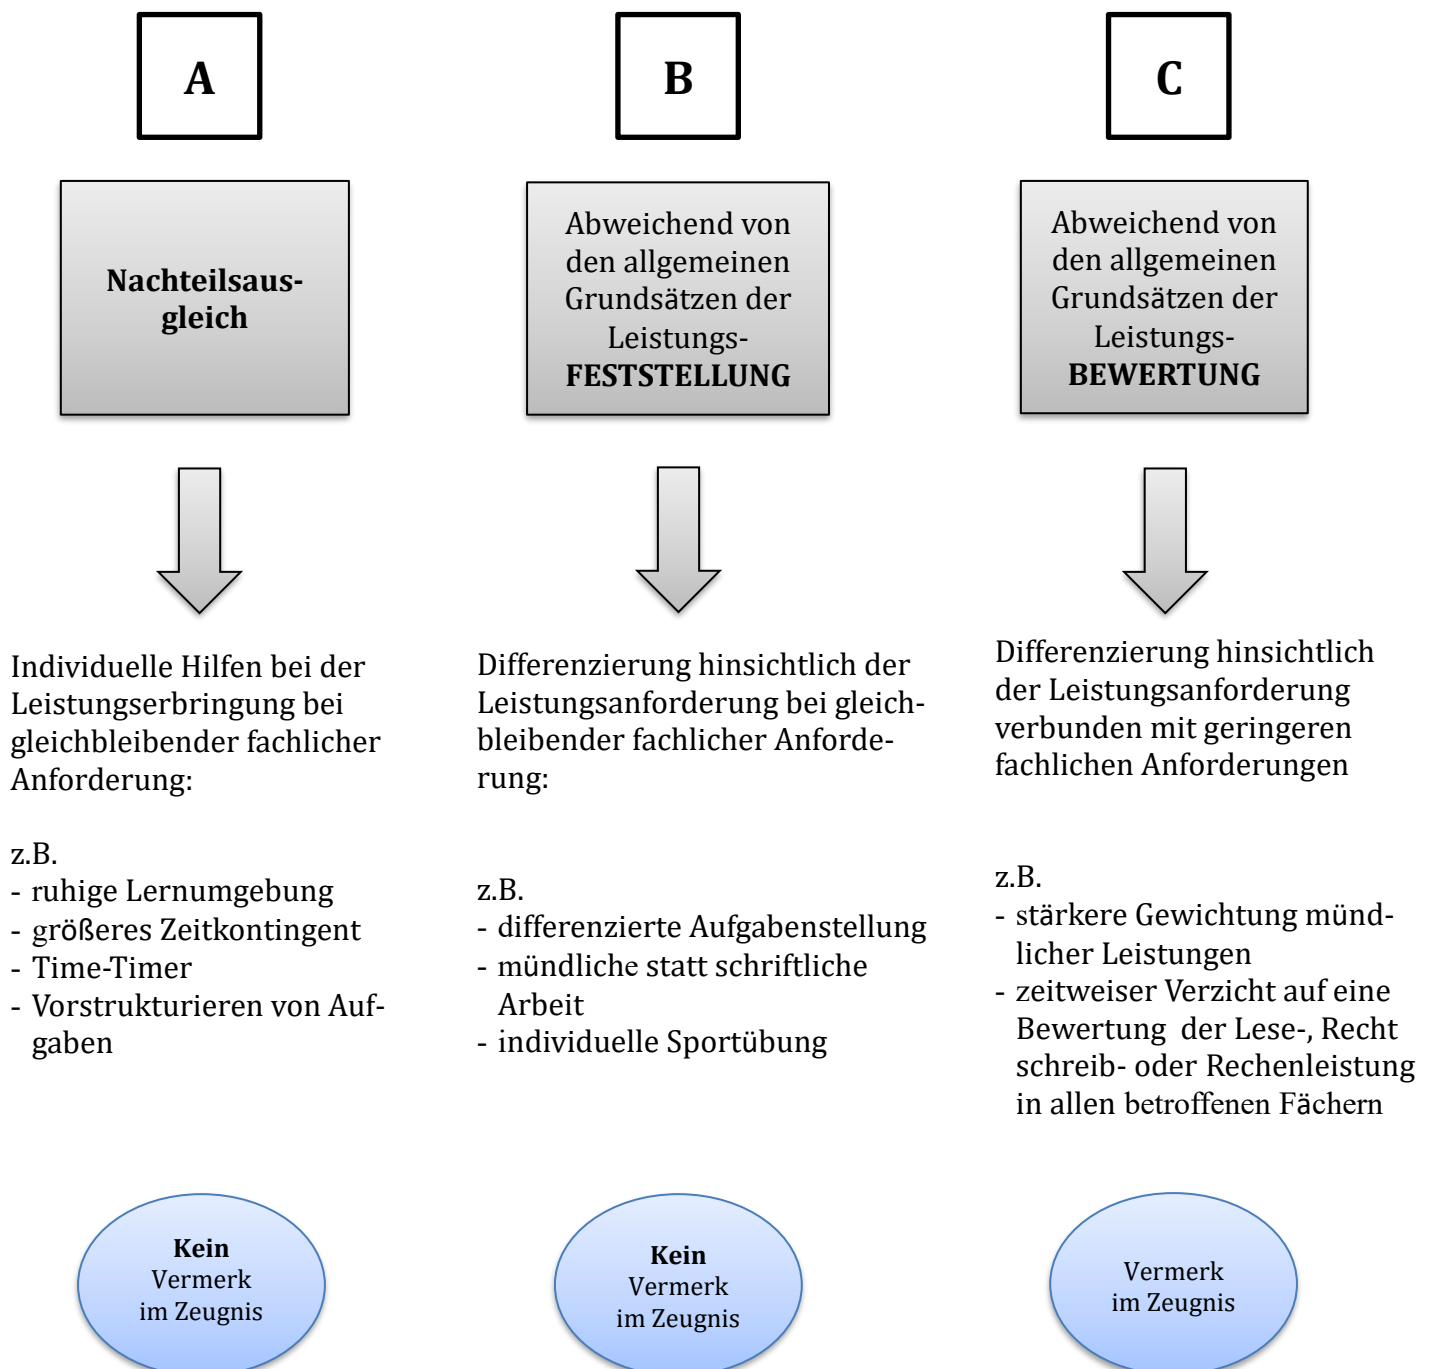 A
Nachteilsaus-
gleich
Individuelle Hilfen bei der
Leistungserbringung bei
gleichbleibender fachlicher
Anforderung:
z.B.
- ruhige Lernumgebung
- größeres Zeitkontingent
- Time-Timer
- Vorstrukturieren von Auf-
gaben
Kein
Vermerk
im Zeugnis
B
Abweichend von
den allgemeinen
Grundsätzen der
Leistungs-
FESTSTELLUNG
Differenzierung hinsichtlich der
Leistungsanforderung bei gleich-
bleibender fachlicher Anforde-
rung:
z.B.
- differenzierte Aufgabenstellung
- mündliche statt schriftliche
Arbeit
- individuelle Sportübung
Kein
Vermerk
im Zeugnis
C
Abweichend von
den allgemeinen
Grundsätzen der
Leistungs-
BEWERTUNG
Differenzierung hinsichtlich
der Leistungsanforderung
verbunden mit geringeren
fachlichen Anforderungen
z.B.
- stärkere Gewichtung münd-
licher Leistungen
- zeitweiser Verzicht auf eine
Bewertung der Lese-, Recht
schreib- oder Rechenleistung
in allen betroffenen Fächern
Vermerk
im Zeugnis